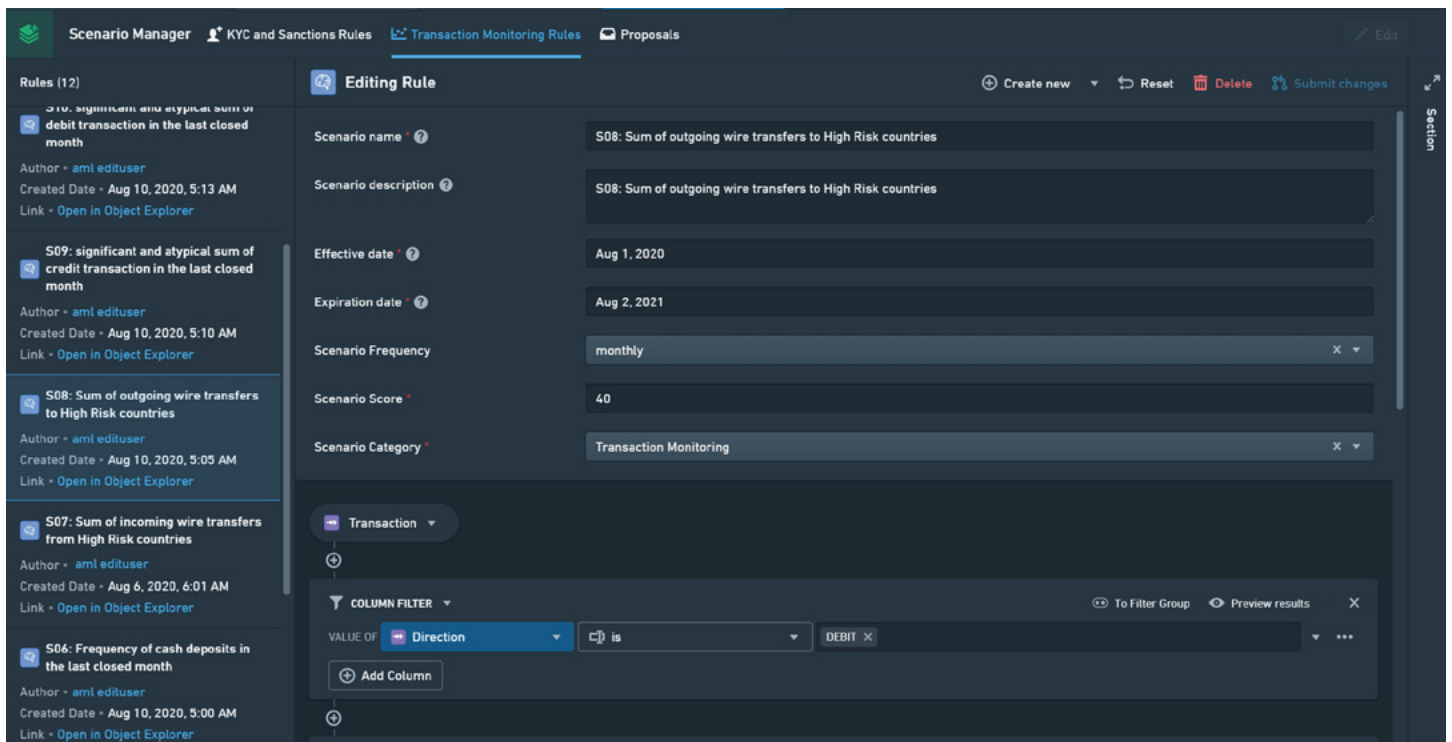 Scenario Manager
KYC and Sanctions Rules
Transaction Monitoring Rules
Proposals
Edit
Rules (12)
S10: significant and atypical sum of
debit transaction in the last closed
month
Author • aml edituser
Created Date • Aug 10, 2020, 5:13 AM
Link • Open in Object Explorer
S09: significant and atypical sum of
credit transaction in the last closed
month
Author • aml edituser
Created Date • Aug 10, 2020, 5:10 AM
Link • Open in Object Explorer
S08: Sum of outgoing wire transfers
to High Risk countries
Author • aml edituser
Created Date • Aug 10, 2020, 5:05 AM
Link • Open in Object Explorer
S07: Sum of incoming wire transfers
from High Risk countries
Author • aml edituser
Created Date • Aug 6, 2020, 6:01 AM
Link • Open in Object Explorer
S06: Frequency of cash deposits in
the last closed month
Author • aml edituser
Created Date • Aug 10, 2020, 5:00 AM
Link • Open in Object Explorer
Editing Rule
Create new
Reset
Delete
Submit changes
Scenario name *
S08: Sum of outgoing wire transfers to High Risk countries
Scenario description
S08: Sum of outgoing wire transfers to High Risk countries
Effective date *
Aug 1, 2020
Expiration date *
Aug 2, 2021
Scenario Frequency
monthly
Scenario Score *
40
Scenario Category *
Transaction Monitoring
Transaction
COLUMN FILTER
To Filter Group
Preview results
VALUE OF Direction
is
DEBIT
Add Column
Section